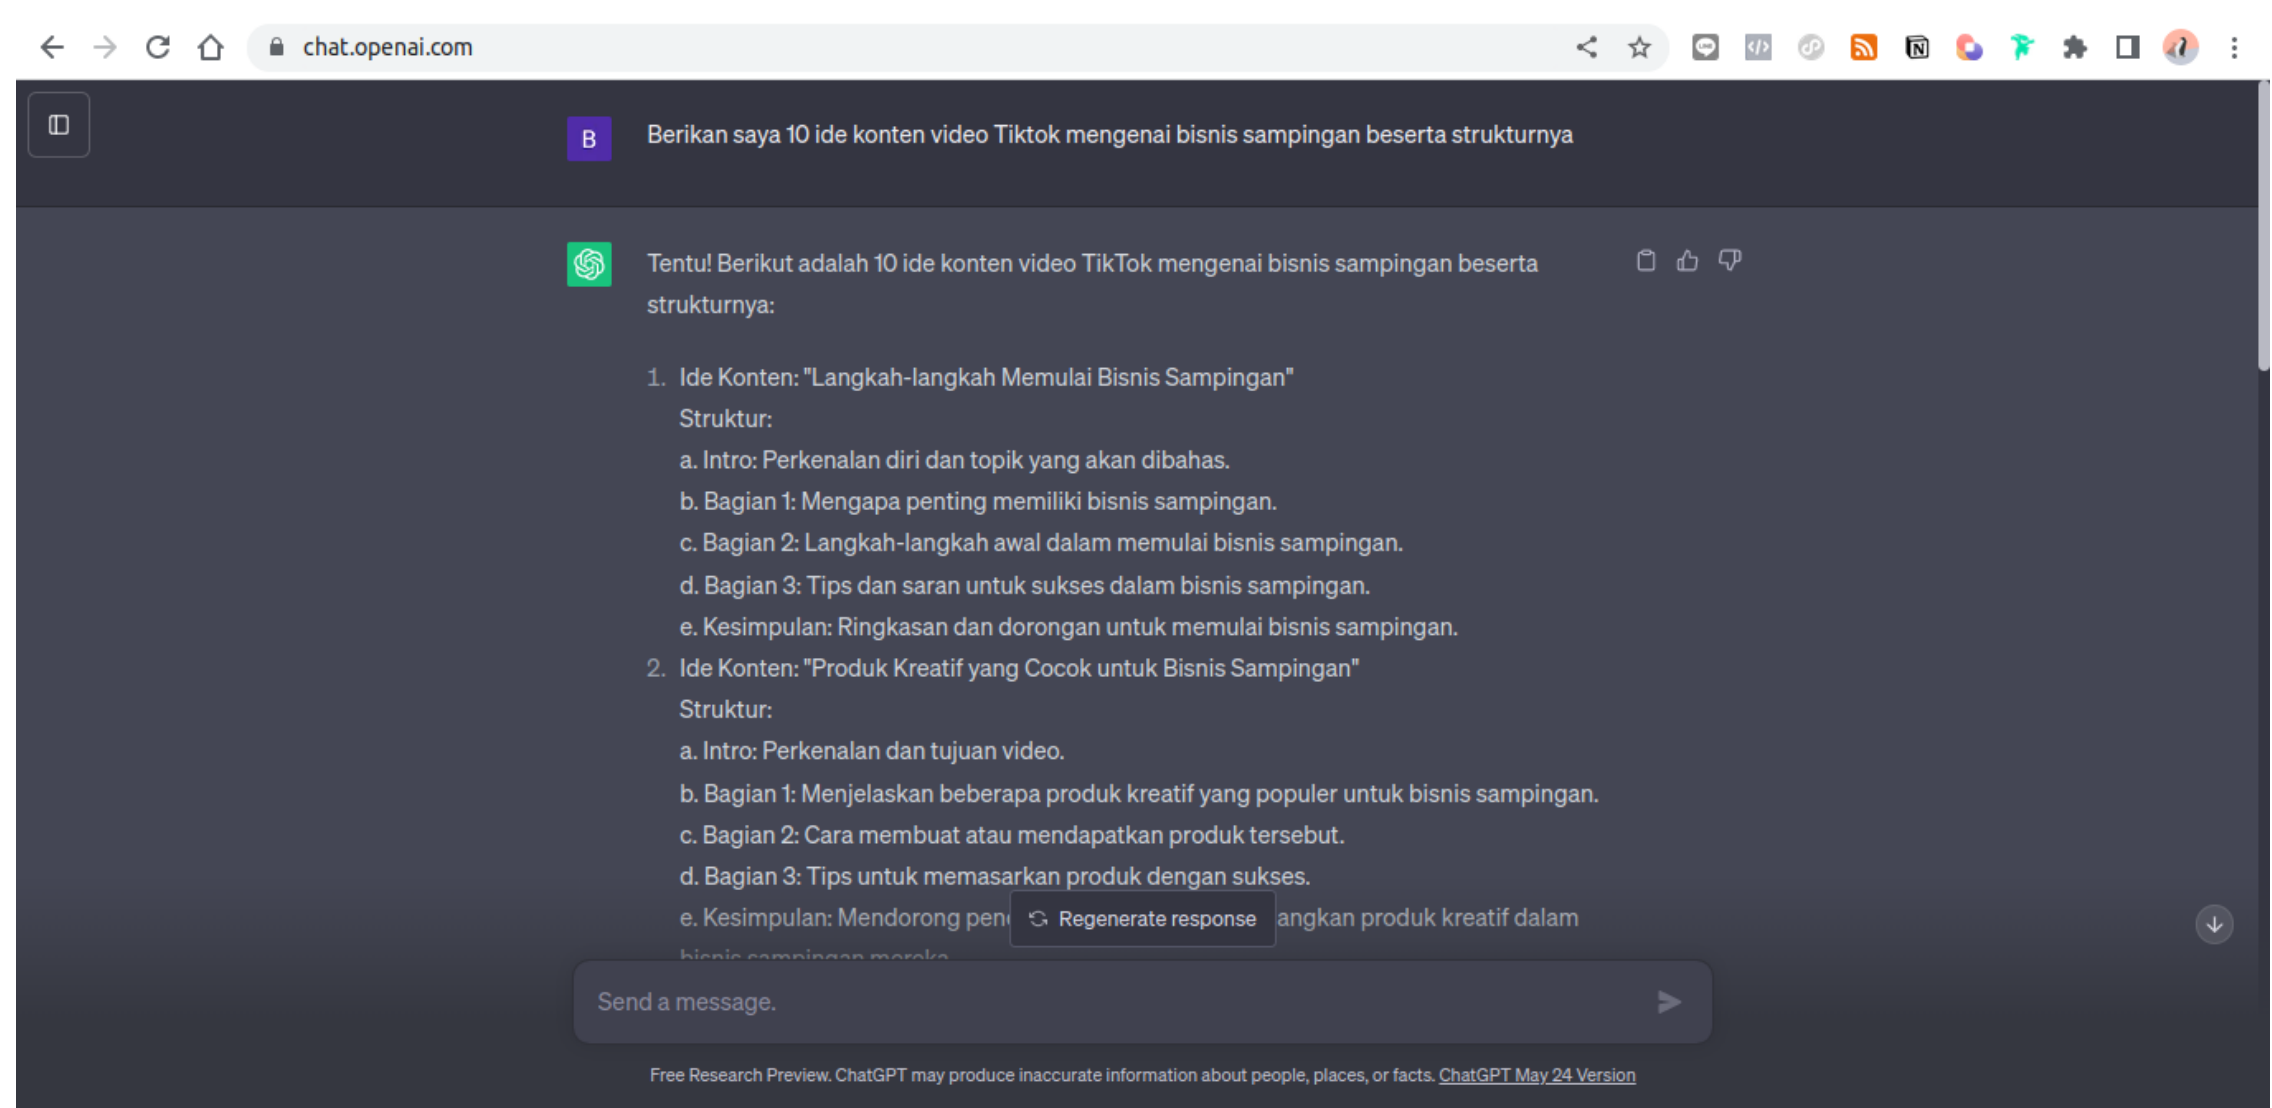 chat.openai.com
B
Berikan saya 10 ide konten video Tiktok mengenai bisnis sampingan beserta strukturnya
Tentu! Berikut adalah 10 ide konten video TikTok mengenai bisnis sampingan beserta
strukturnya:
1. Ide Konten: "Langkah-langkah Memulai Bisnis Sampingan"
Struktur:
a. Intro: Perkenalan diri dan topik yang akan dibahas.
b. Bagian 1: Mengapa penting memiliki bisnis sampingan.
c. Bagian 2: Langkah-langkah awal dalam memulai bisnis sampingan.
d. Bagian 3: Tips dan saran untuk sukses dalam bisnis sampingan.
e. Kesimpulan: Ringkasan dan dorongan untuk memulai bisnis sampingan.
2. Ide Konten: "Produk Kreatif yang Cocok untuk Bisnis Sampingan"
Struktur:
a. Intro: Perkenalan dan tujuan video.
b. Bagian 1: Menjelaskan beberapa produk kreatif yang populer untuk bisnis sampingan.
c. Bagian 2: Cara membuat atau mendapatkan produk tersebut.
d. Bagian 3: Tips untuk memasarkan produk dengan sukses.
e. Kesimpulan: Mendorong produk kreatif dalam
Regenerate response
bisnis sampingan mereka
Send a message.
Free Research Preview. ChatGPT may produce inaccurate information about people, places, or facts. ChatGPT May 24 Version